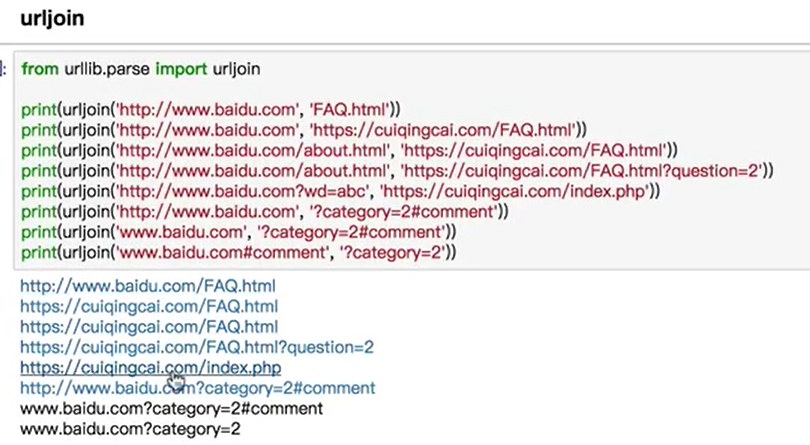 urljoin
]:
from urllib.parse import urljoin
print(urljoin('http://www.baidu.com', 'FAQ.html'))
print(urljoin('http://www.baidu.com', 'https://cuiqingcai.com/FAQ.html'))
print(urljoin('http://www.baidu.com/about.html', 'https://cuiqingcai.com/FAQ.html'))
print(urljoin('http://www.baidu.com/about.html', 'https://cuiqingcai.com/FAQ.html?question=2'))
print(urljoin('http://www.baidu.com?wd=abc', 'https://cuiqingcai.com/index.php'))
print(urljoin('http://www.baidu.com', '?category=2#comment'))
print(urljoin('www.baidu.com', '?category=2#comment'))
print(urljoin('www.baidu.com#comment', '?category=2'))
http://www.baidu.com/FAQ.html
https://cuiqingcai.com/FAQ.html
https://cuiqingcai.com/FAQ.html
https://cuiqingcai.com/FAQ.html?question=2
https://cuiqingcai.com/index.php
http://www.baidu.com?category=2#comment
www.baidu.com?category=2#comment
www.baidu.com?category=2